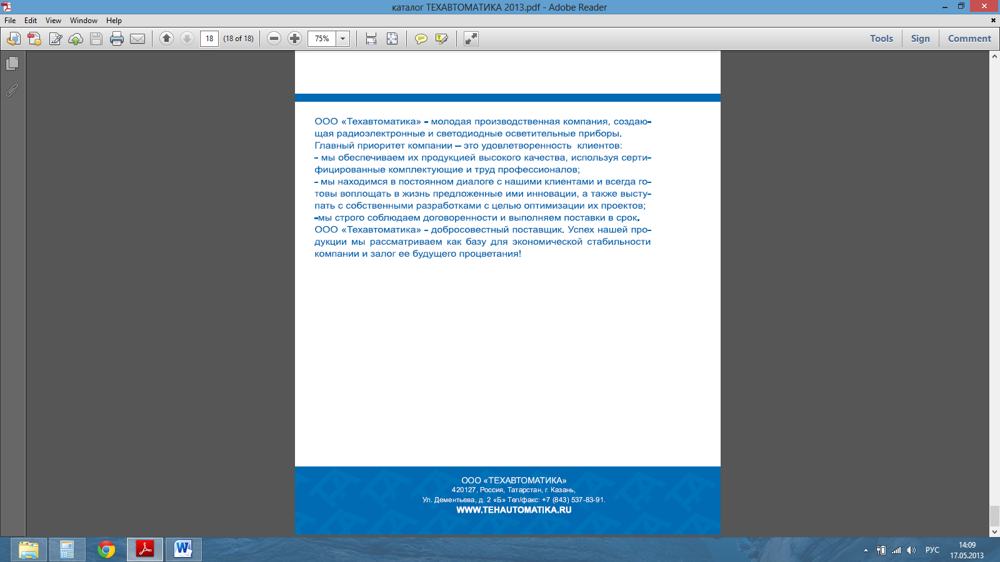 каталог ТЕХАВТОМАТИКА 2013.pdf - Adobe Reader
File Edit View Window Help
18 (18 of 18) 75% Tools Sign Comment
ООО «Техавтоматика» - молодая производственная компания, создаю-
щая радиоэлектронные и светодиодные осветительные приборы.
Главный приоритет компании – это удовлетворенность клиентов:
- мы обеспечиваем их продукцией высокого качества, используя серти-
фицированные комплектующие и труд профессионалов;
- мы находимся в постоянном диалоге с нашими клиентами и всегда го-
товы воплощать в жизнь предложенные ими инновации, а также высту-
пать с собственными разработками с целью оптимизации их проектов;
-мы строго соблюдаем договоренности и выполняем поставки в срок.
ООО «Техавтоматика» - добросовестный поставщик. Успех нашей про-
дукции мы рассматриваем как базу для экономической стабильности
компании и залог ее будущего процветания!
ООО «ТЕХАВТОМАТИКА»
420127, Россия, Татарстан, г. Казань,
Ул. Дементьева, д. 2 «Б» Тел/факс: +7 (843) 537-83-91.
WWW.TEHAUTOMATIKA.RU
РУС
14:09
17.05.2013